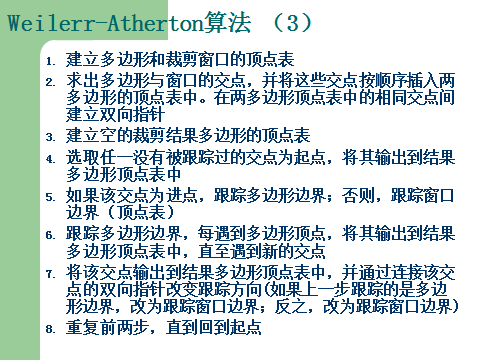 Weilerr-Atherton算法 （3）
1. 建立多边形和裁剪窗口的顶点表
2. 求出多边形与窗口的交点，并将这些交点按顺序插入两
多边形的顶点表中。在两多边形顶点表中的相同交点间
建立双向指针
3. 建立空的裁剪结果多边形的顶点表
4. 选取任一没有被跟踪过的交点为起点，将其输出到结果
多边形顶点表中
5. 如果该交点为进点，跟踪多边形边界；否则，跟踪窗口
边界（顶点表）
6. 跟踪多边形边界，每遇到多边形顶点，将其输出到结果
多边形顶点表中，直至遇到新的交点
7. 将该交点输出到结果多边形顶点表中，并通过连接该交
点的双向指针改变跟踪方向(如果上一步跟踪的是多边
形边界，改为跟踪窗口边界；反之，改为跟踪窗口边界)
8. 重复前两步，直到回到起点